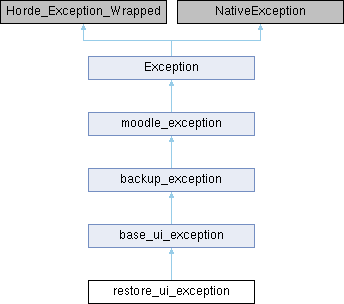 Horde_Exception_Wrapped
NativeException
Exception
moodle_exception
backup_exception
base_ui_exception
restore_ui_exception